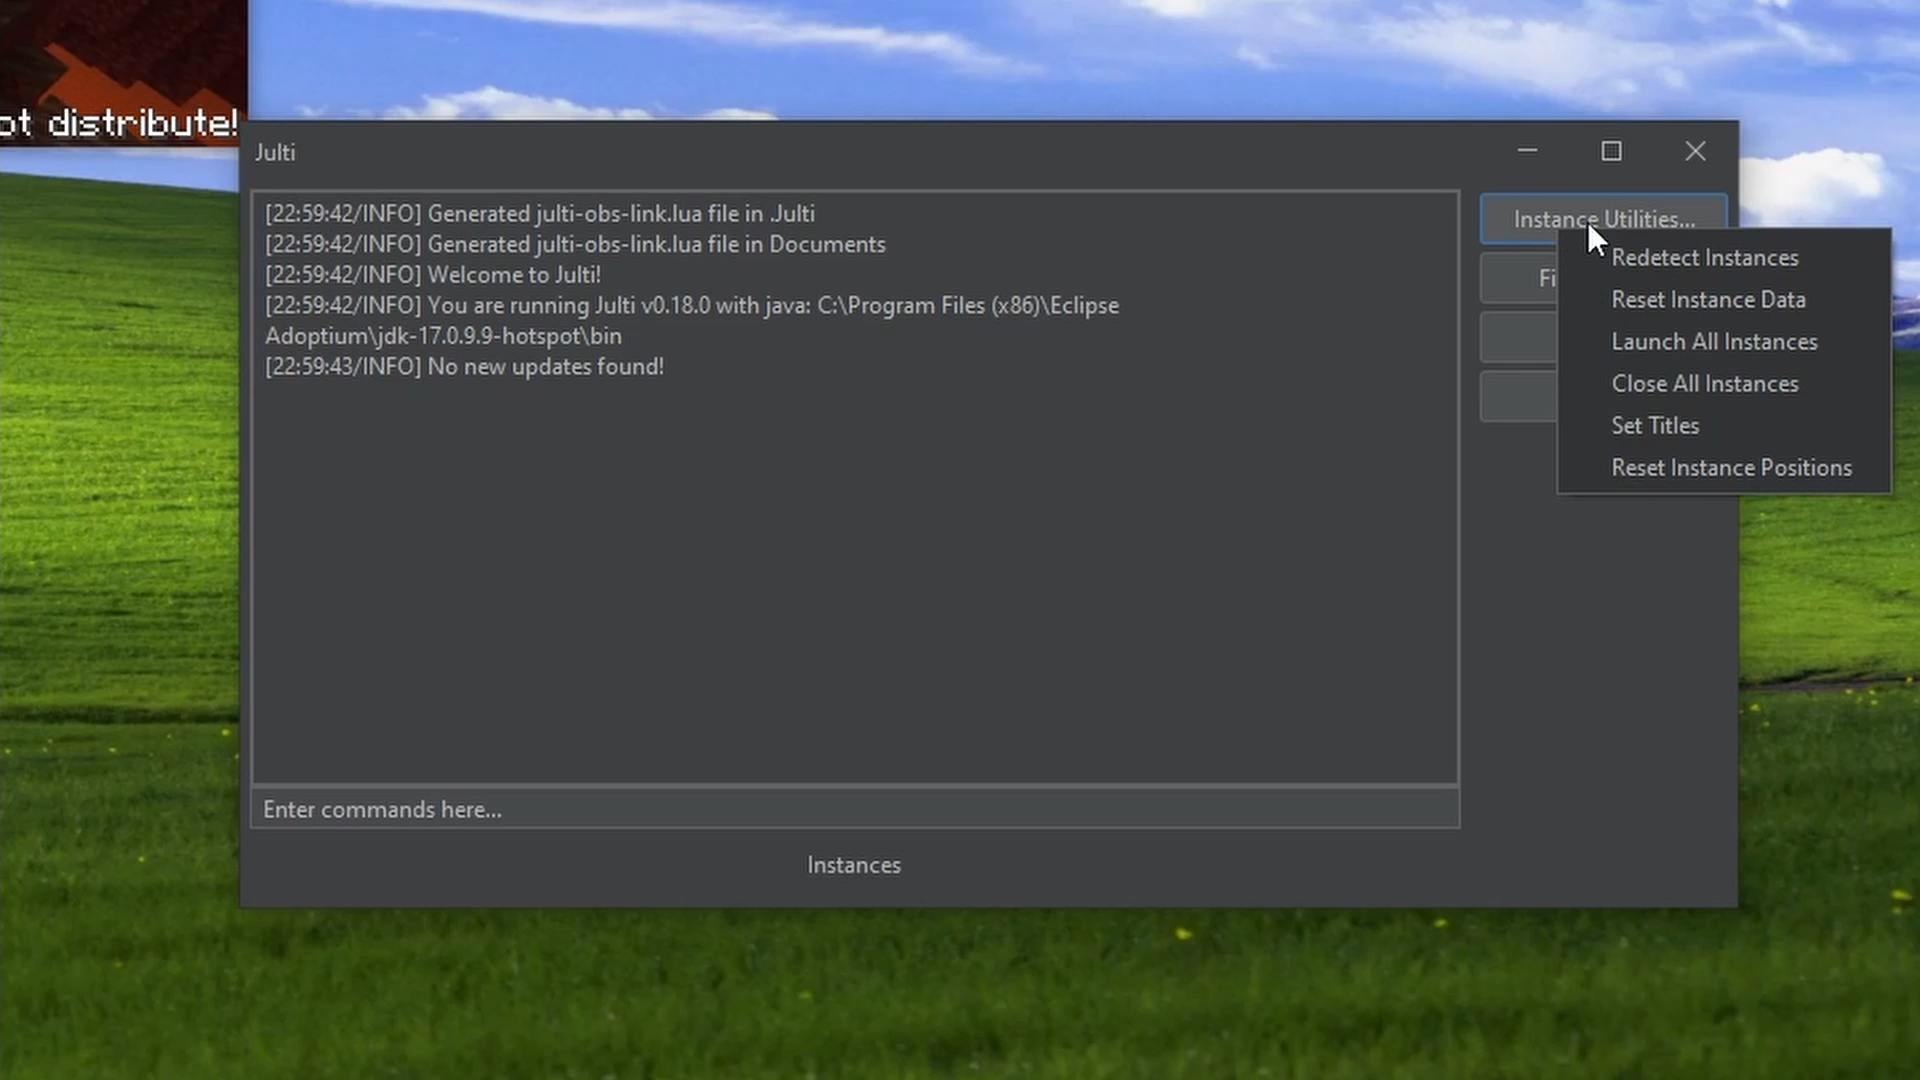 ot distribute!
Julti
[22:59:42/INFO] Generated julti-obs-link.lua file in .Julti
[22:59:42/INFO] Generated julti-obs-link.lua file in Documents
[22:59:42/INFO] Welcome to Julti!
[22:59:42/INFO] You are running Julti v0.18.0 with java: C:\Program Files (x86)\Eclipse
Adoptium\jdk-17.0.9.9-hotspot\bin
[22:59:43/INFO] No new updates found!
Enter commands here...
Instances
Instance Utilities...
Fi
Redetect Instances
Reset Instance Data
Launch All Instances
Close All Instances
Set Titles
Reset Instance Positions